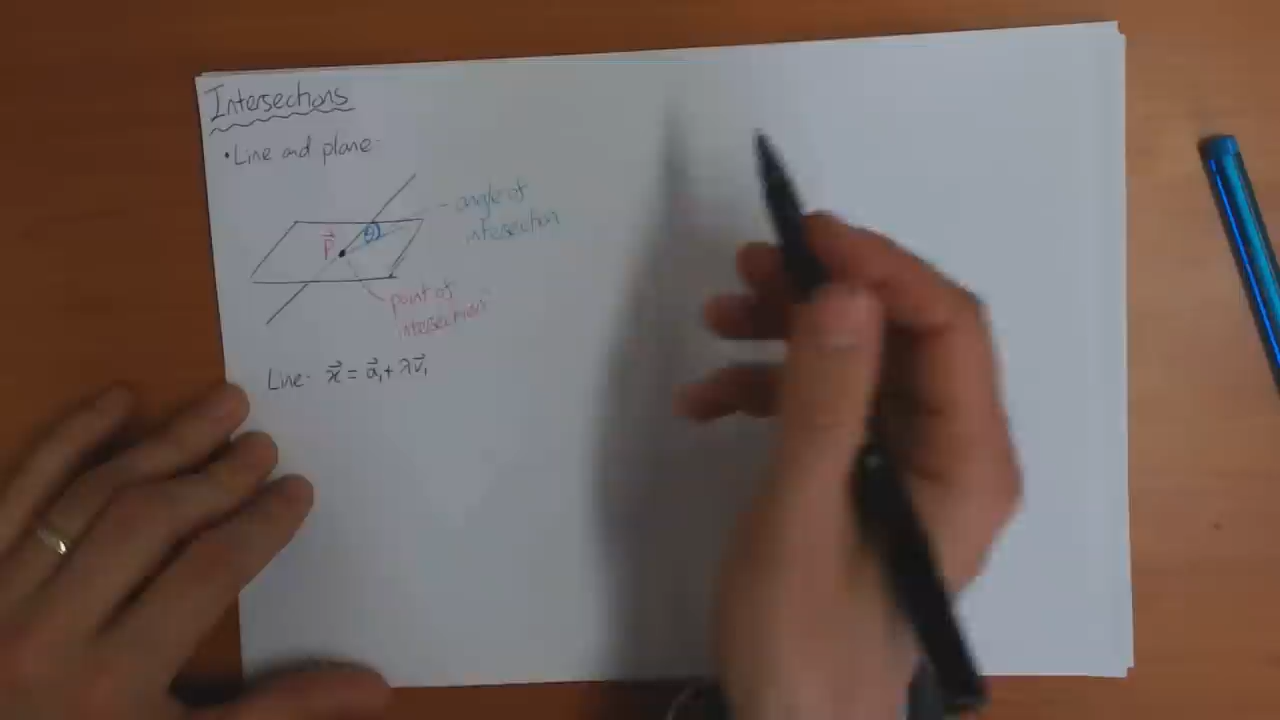 Intersections
• Line and plane-
angle of
intersection
θ
p⃗
point of
intersection
Line- x⃗ = a⃗₁ + λv⃗₁